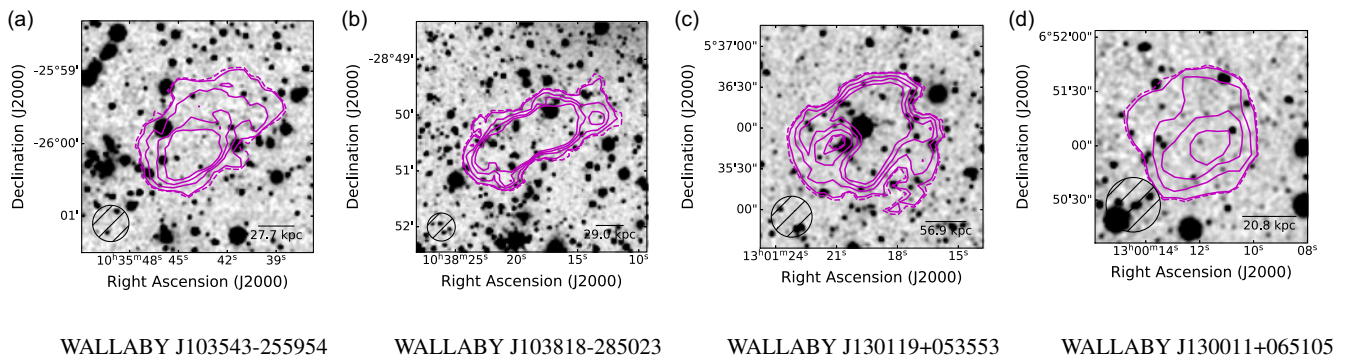 (a)
-25°59'
-26°00'
01'
Declination (J2000)
27.7 kpc
10ʰ35ᵐ48ˢ 45ˢ 42ˢ 39ˢ
Right Ascension (J2000)
WALLABY J103543-255954
(b)
-28°49'
50'
51'
52'
Declination (J2000)
29.0 kpc
10ʰ38ᵐ25ˢ 20ˢ 15ˢ 10ˢ
Right Ascension (J2000)
WALLABY J103818-285023
(c)
5°37'00"
36'30"
00"
35'30"
00"
Declination (J2000)
56.9 kpc
13ʰ01ᵐ24ˢ 21ˢ 18ˢ 15ˢ
Right Ascension (J2000)
WALLABY J130119+053553
(d)
6°52'00"
51'30"
00"
50'30"
Declination (J2000)
20.8 kpc
13ʰ00ᵐ14ˢ 12ˢ 10ˢ 08ˢ
Right Ascension (J2000)
WALLABY J130011+065105